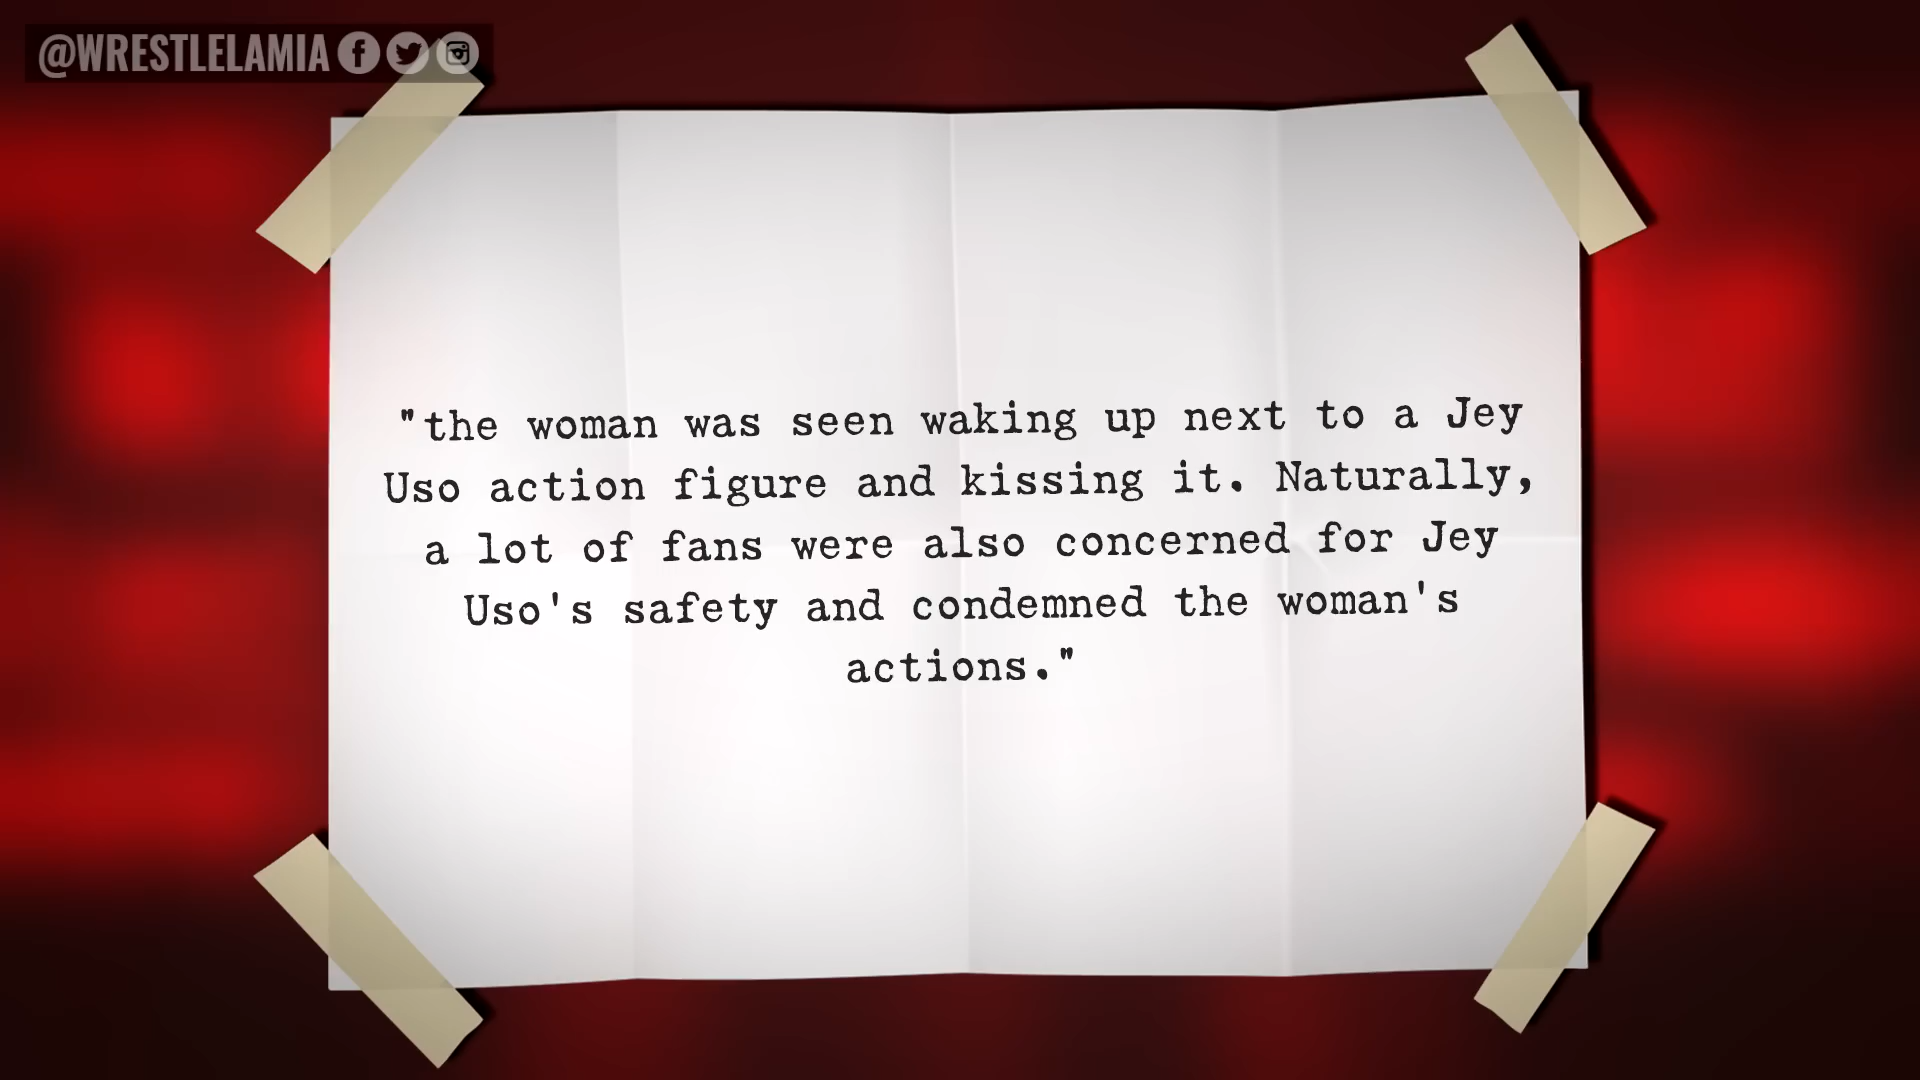 @WRESTLELAMIA
"the woman was seen waking up next to a Jey
Uso action figure and kissing it. Naturally,
a lot of fans were also concerned for Jey
Uso's safety and condemned the woman's
actions."